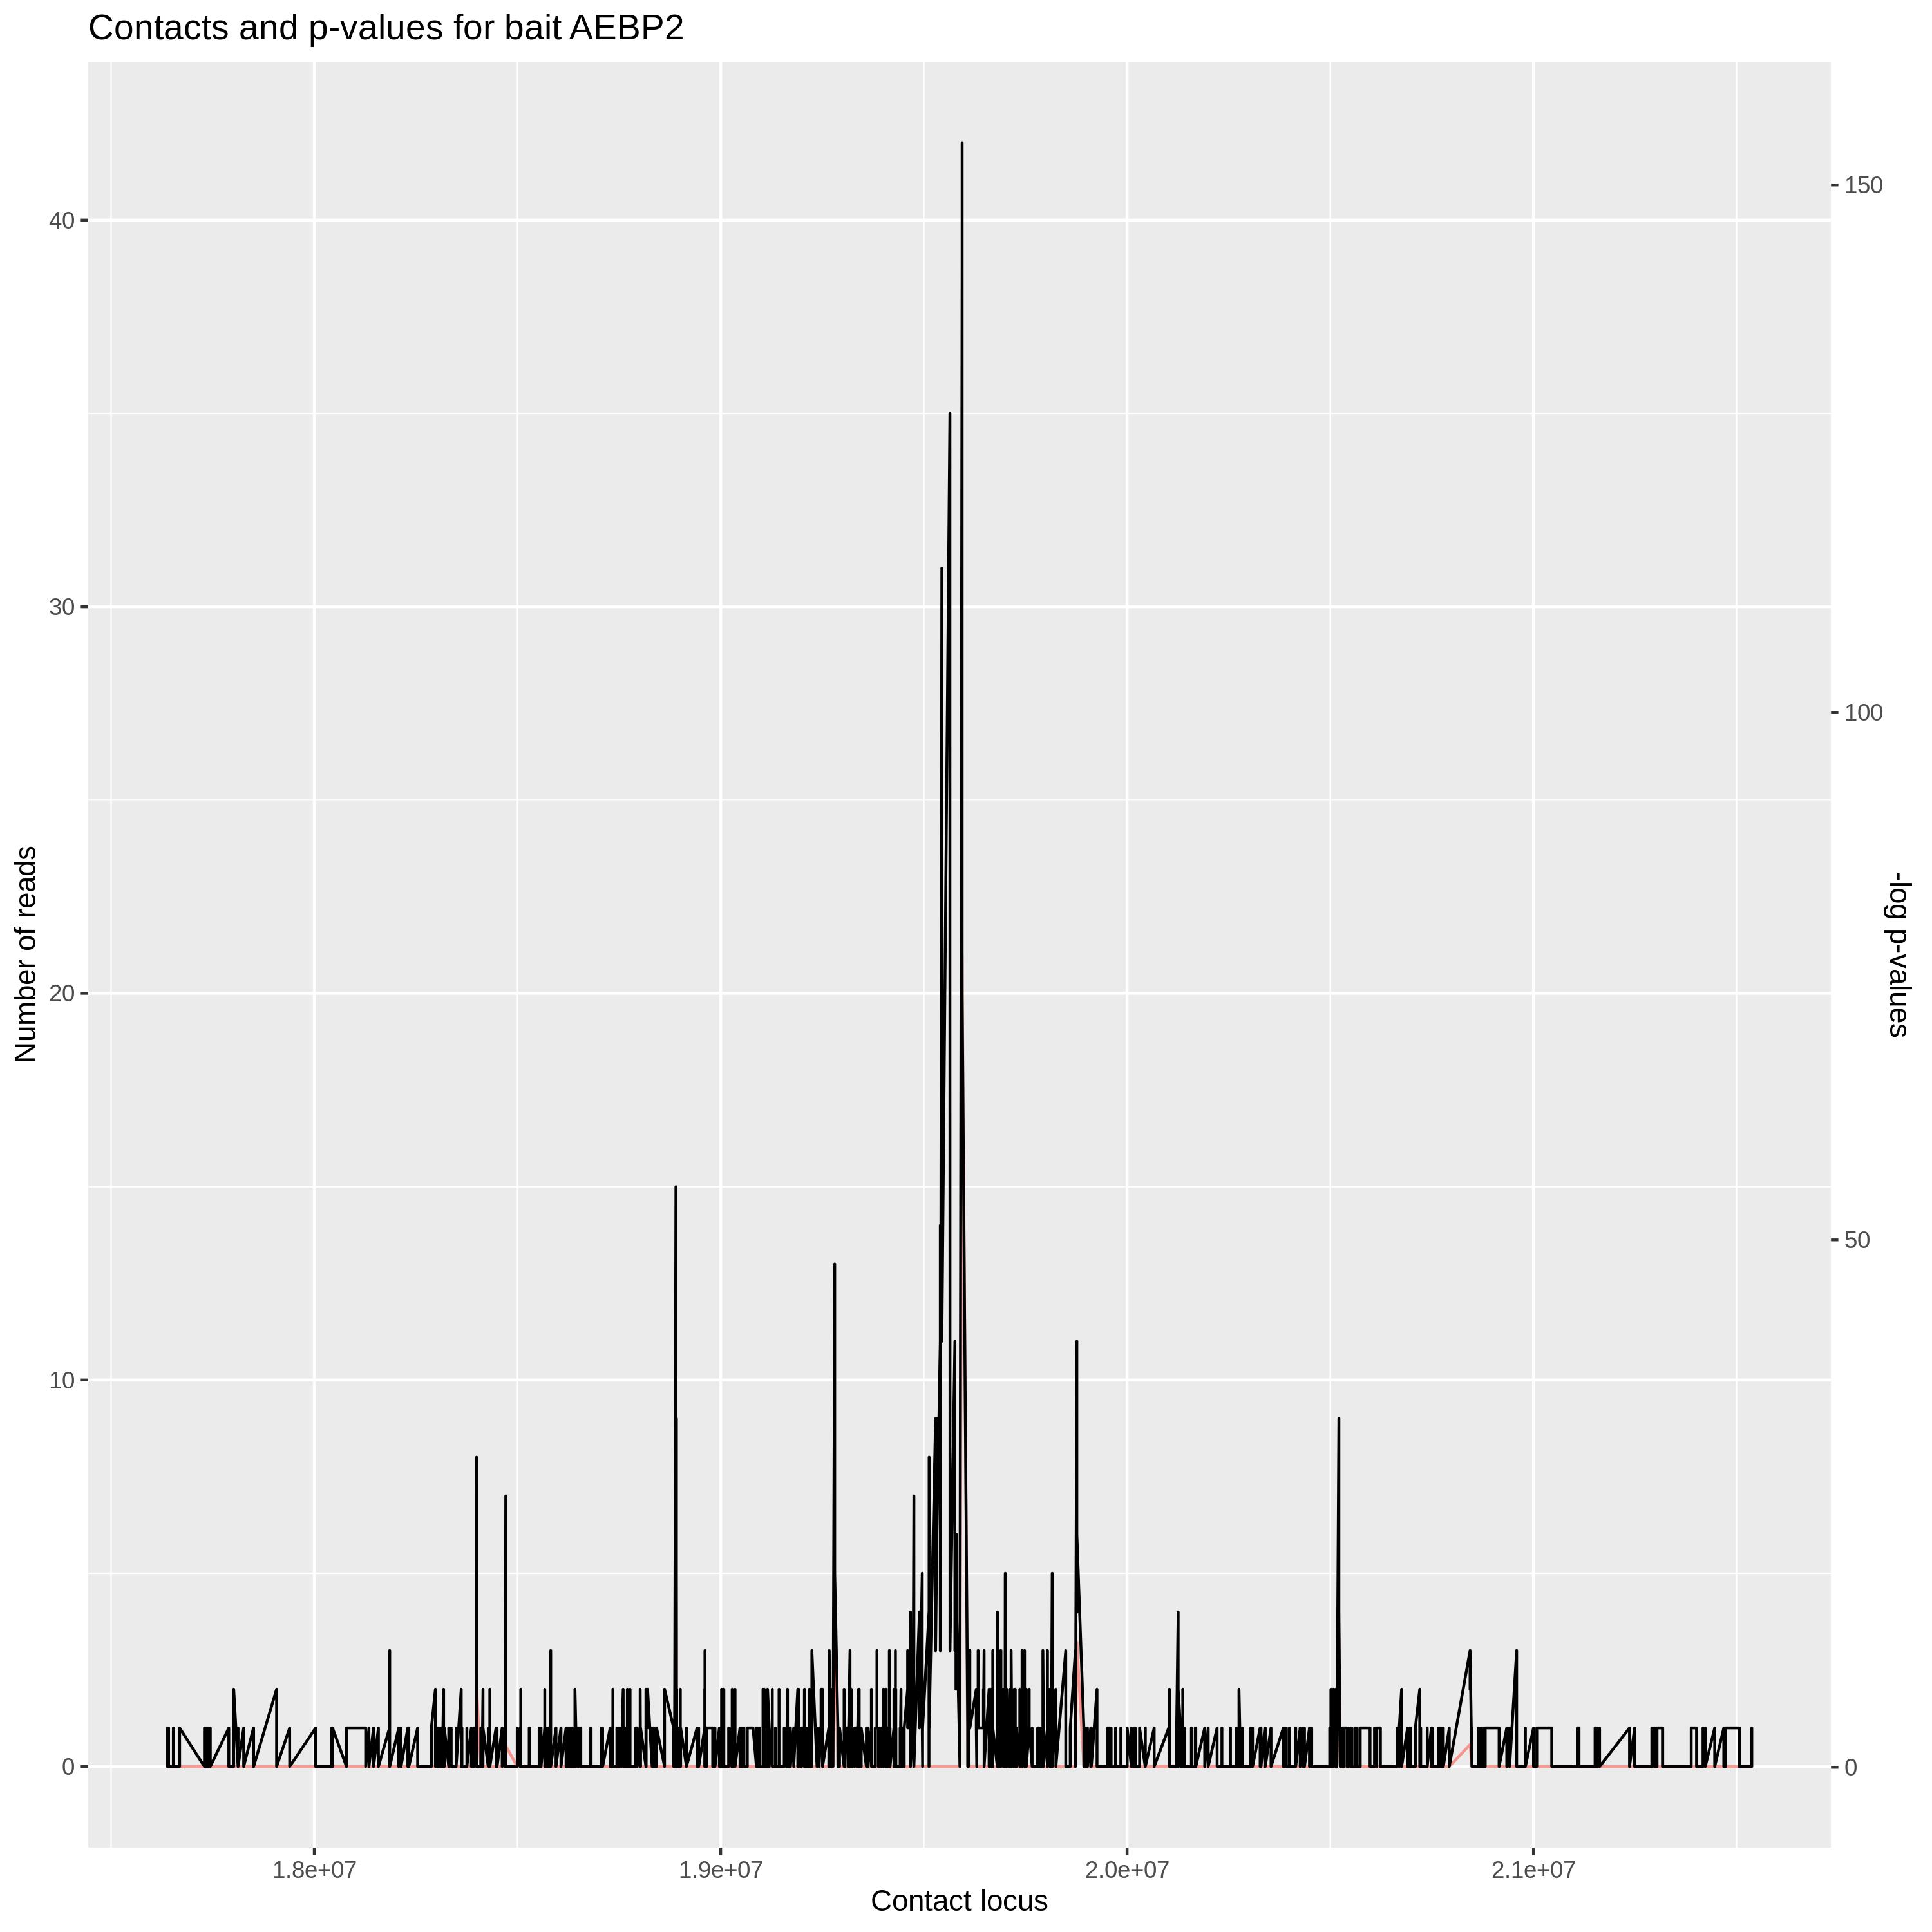 Contacts and p-values for bait AEBP2
40
30
20
10
0
150
100
50
0
Number of reads
-log p-values
1.8e+07
1.9e+07
2.0e+07
2.1e+07
Contact locus